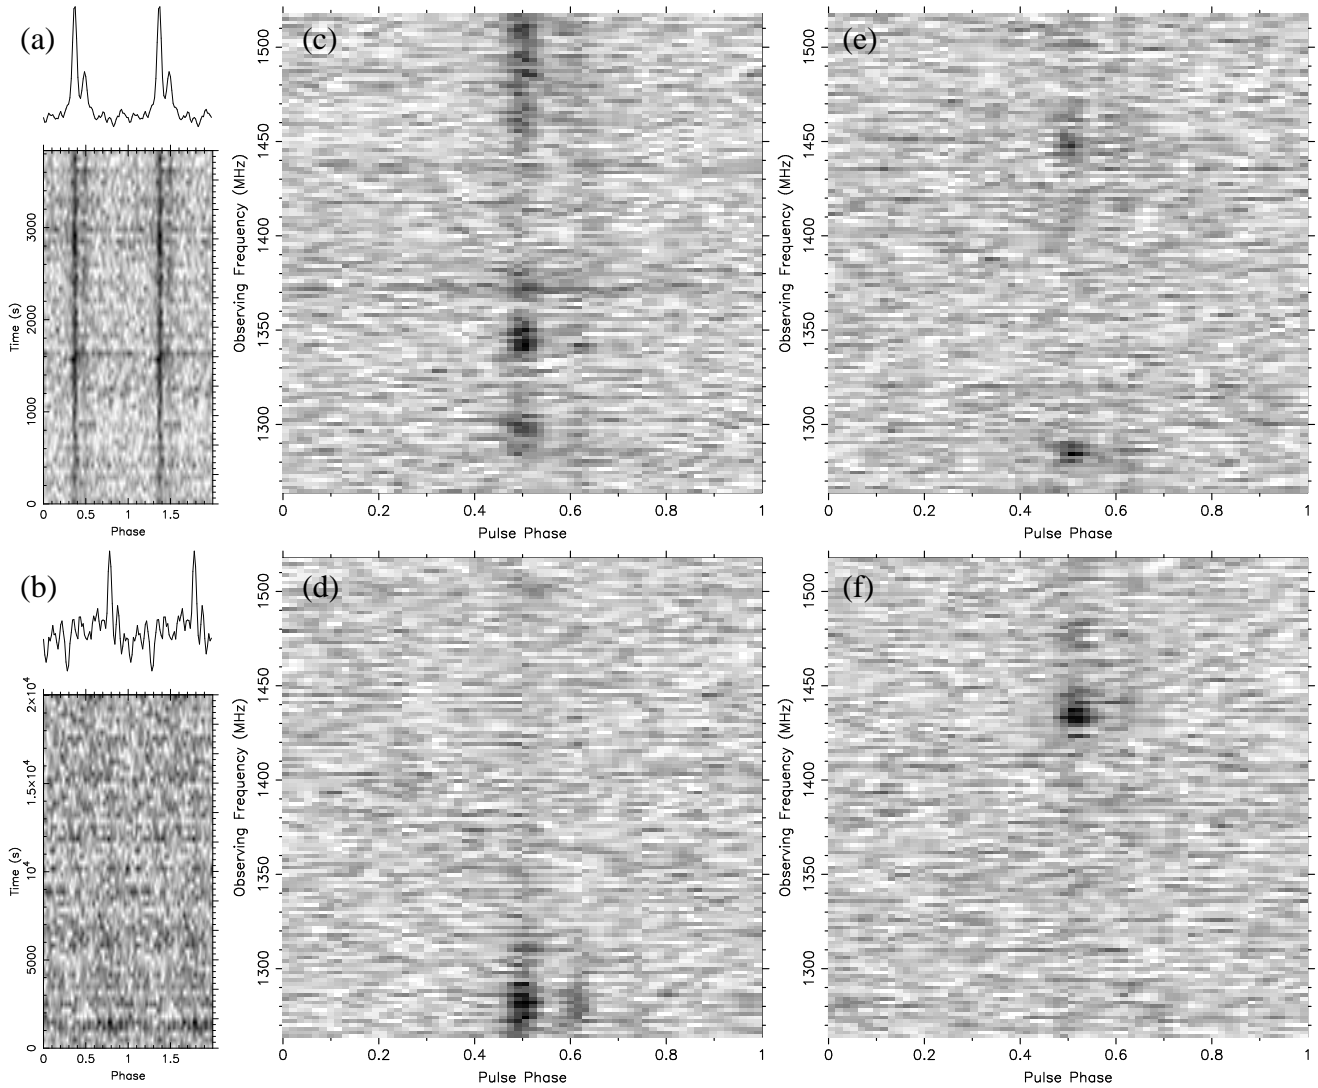 (a)
Time (s)
0 1000 2000 3000
0 0.5 1 1.5
Phase
(c)
Observing Frequency (MHz)
1300 1350 1400 1450 1500
0 0.2 0.4 0.6 0.8 1
Pulse Phase
(e)
Observing Frequency (MHz)
1300 1350 1400 1450 1500
0 0.2 0.4 0.6 0.8 1
Pulse Phase
(b)
Time (s)
0 5000 10⁴ 1.5×10⁴ 2×10⁴
0 0.5 1 1.5
Phase
(d)
Observing Frequency (MHz)
1300 1350 1400 1450 1500
0 0.2 0.4 0.6 0.8 1
Pulse Phase
(f)
Observing Frequency (MHz)
1300 1350 1400 1450 1500
0 0.2 0.4 0.6 0.8 1
Pulse Phase